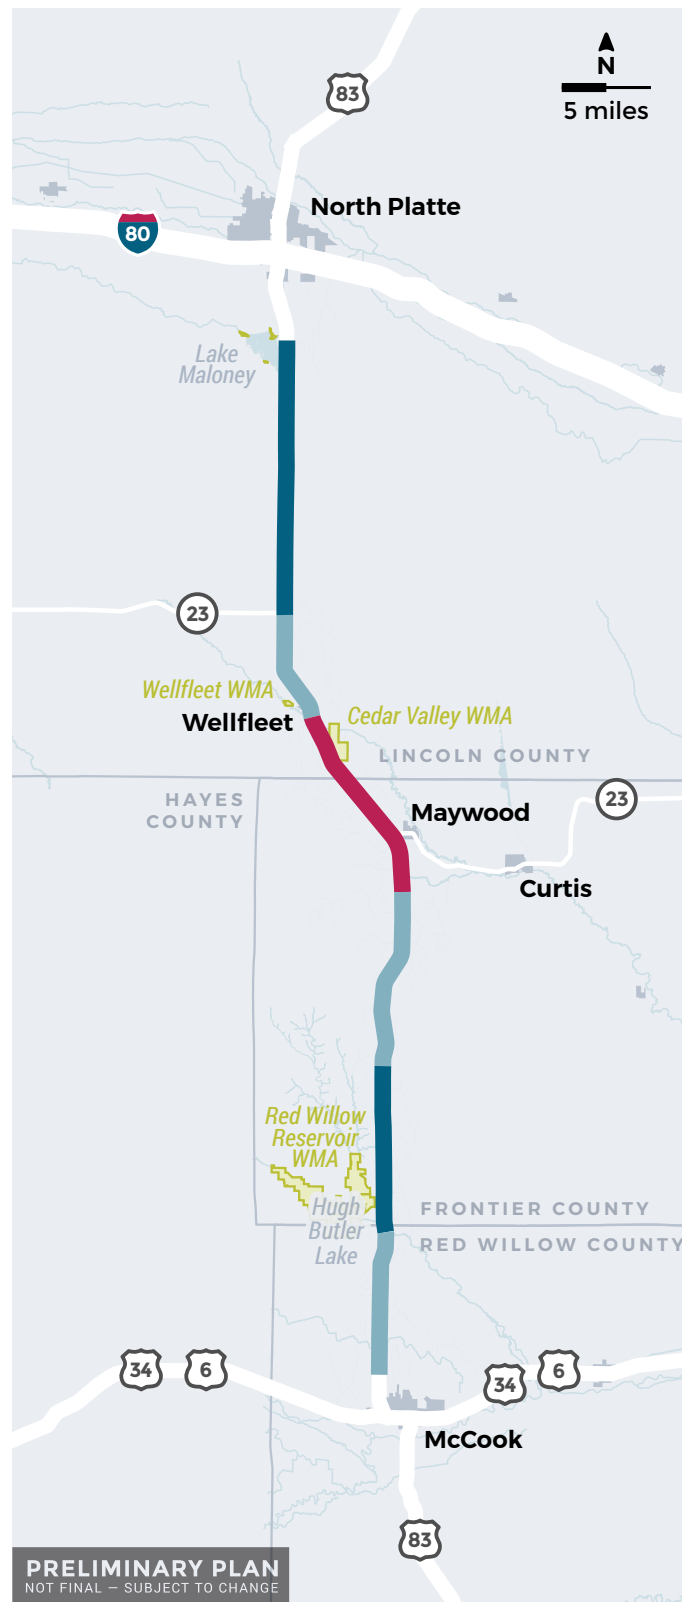 N
5 miles
83
North Platte
80
Lake
Maloney
23
Wellfleet WMA
Wellfleet
Cedar Valley WMA
LINCOLN COUNTY
HAYES
COUNTY
23
Maywood
Curtis
Red Willow
Reservoir
WMA
Hugh
Butler
Lake
FRONTIER COUNTY
RED WILLOW COUNTY
34
6
34
6
McCook
83
PRELIMINARY PLAN
NOT FINAL – SUBJECT TO CHANGE